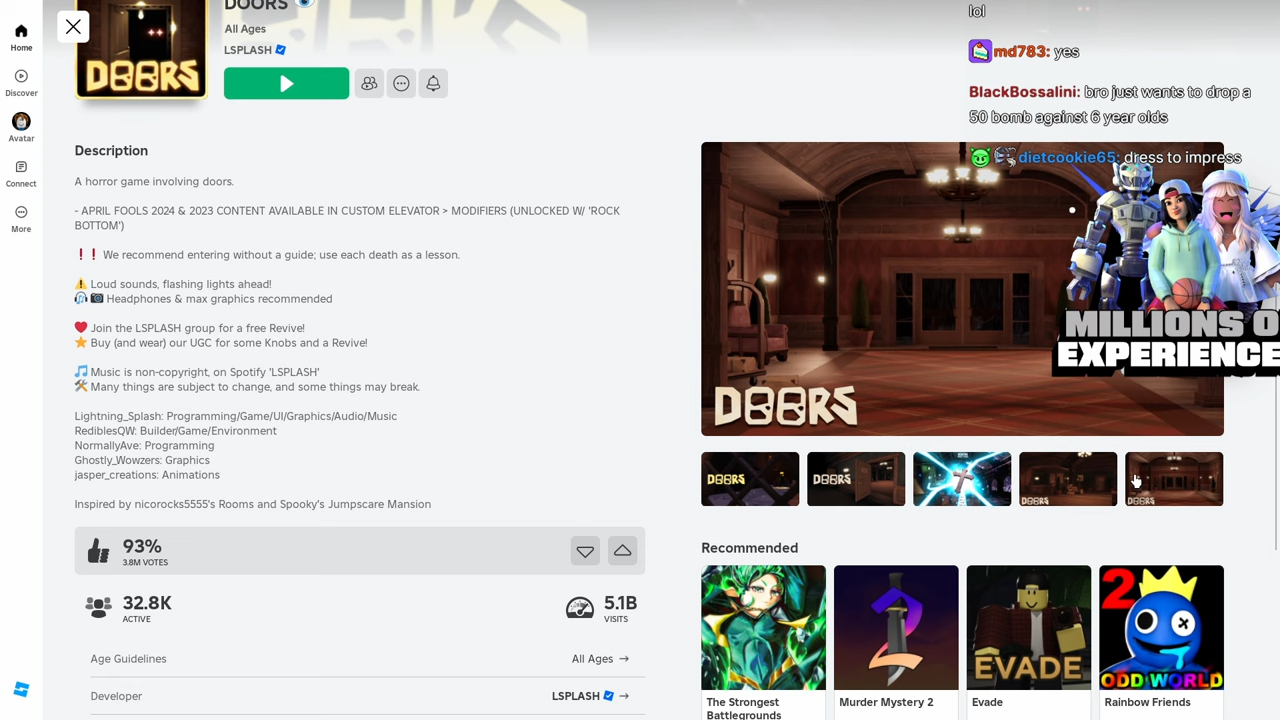 DOORS
All Ages
LSPLASH
DOORS
Home
Discover
Avatar
Connect
More
Description
A horror game involving doors.
- APRIL FOOLS 2024 & 2023 CONTENT AVAILABLE IN CUSTOM ELEVATOR > MODIFIERS (UNLOCKED W/ 'ROCK
BOTTOM')
‼️ We recommend entering without a guide; use each death as a lesson.
⚠️ Loud sounds, flashing lights ahead!
🎧 📷 Headphones & max graphics recommended
❤️ Join the LSPLASH group for a free Revive!
⭐ Buy (and wear) our UGC for some Knobs and a Revive!
🎵 Music is non-copyright, on Spotify 'LSPLASH'
🛠️ Many things are subject to change, and some things may break.
Lightning_Splash: Programming/Game/UI/Graphics/Audio/Music
RediblesQW: Builder/Game/Environment
NormallyAve: Programming
Ghostly_Wowzers: Graphics
jasper_creations: Animations
Inspired by nicorocks5555's Rooms and Spooky's Jumpscare Mansion
93%
3.8M VOTES
32.8K
ACTIVE
5.1B
VISITS
Age Guidelines
All Ages →
Developer
LSPLASH →
lol
md783: yes
BlackBossalini: bro just wants to drop a
50 bomb against 6 year olds
dietcookie65: dress to impress
MILLIONS O
EXPERIENCE
DOORS
DOORS
DOORS
DOORS
DOORS
Recommended
EVADE
2
ODD WORLD
The Strongest
Battlegrounds
Murder Mystery 2
Evade
Rainbow Friends